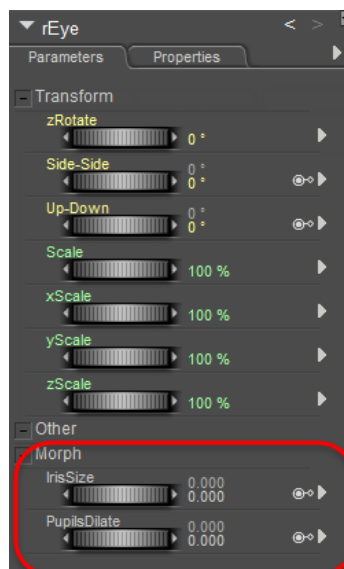 rEye
Parameters Properties
Transform
zRotate
0 °
Side-Side
0 °
0 °
Up-Down
0 °
0 °
Scale
100 %
xScale
100 %
yScale
100 %
zScale
100 %
Other
Morph
IrisSize
0.000
0.000
PupilsDilate
0.000
0.000